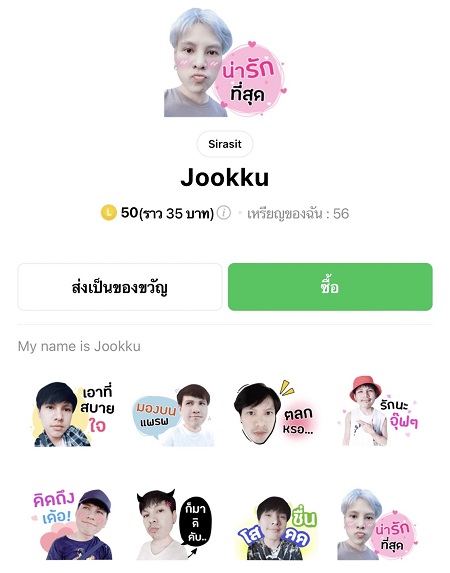 น่ารัก
ที่สุด
Sirasit
Jookku
L 50(ราว 35 บาท) i • เหรียญของฉัน : 56
ส่งเป็นของขวัญ
ซื้อ
My name is Jookku
เอาที่
สบาย
ใจ
มองบน
แพรพ
ตลก
หรอ...
รักนะ
จุ๊ฟๆ
คิดถึง
เด้อ!
ก็มา
ดิ
คับ..
โสดดด
ชื่น
น่ารัก
ที่สุด